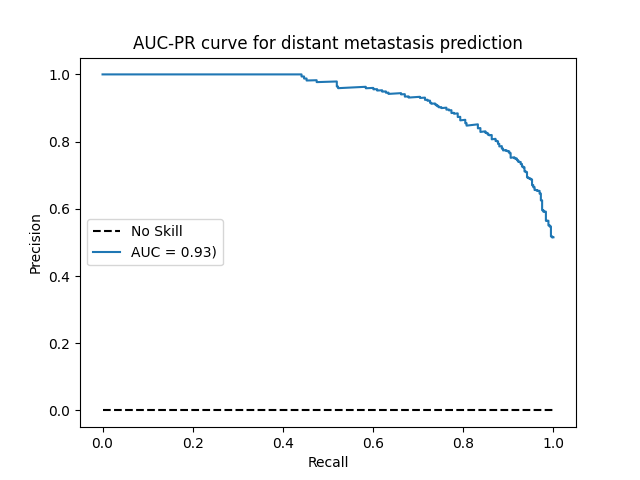 AUC-PR curve for distant metastasis prediction
Precision
1.0
0.8
0.6
0.4
0.2
0.0
No Skill
AUC = 0.93)
0.0 0.2 0.4 0.6 0.8 1.0
Recall